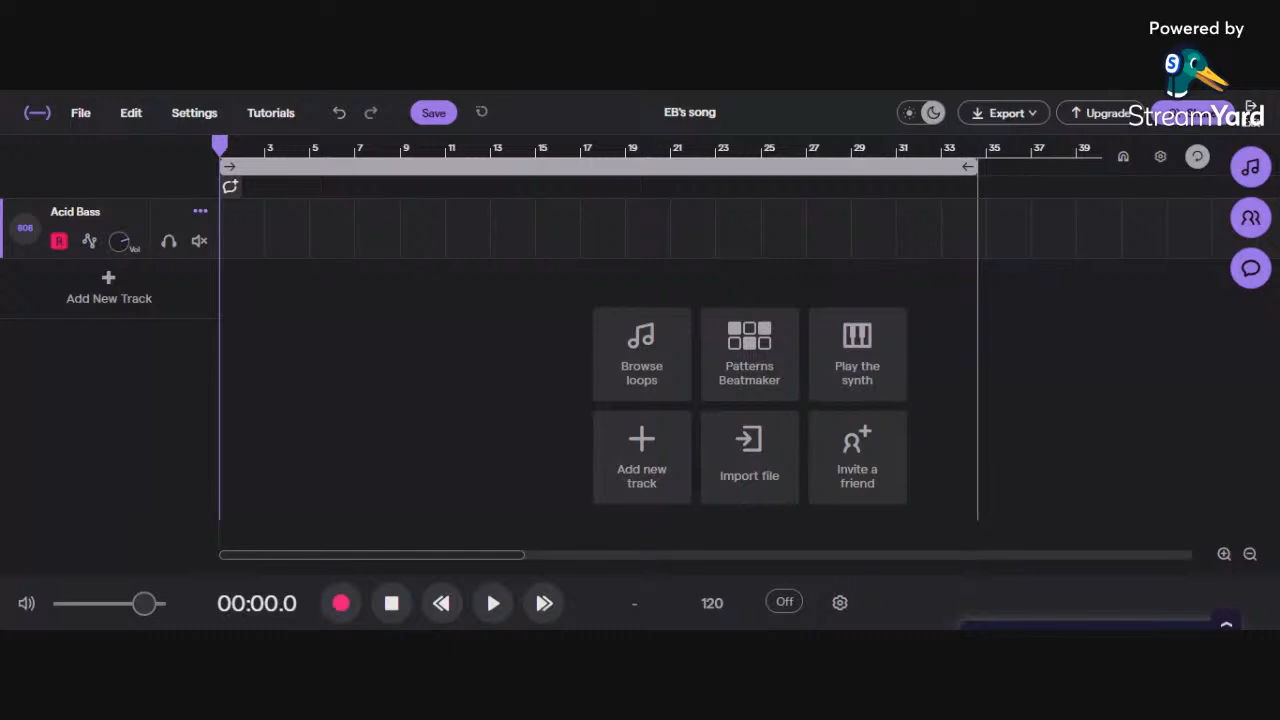 Powered by
StreamYard
File Edit Settings Tutorials Save EB's song Export Upgrade
3 5 7 9 11 13 15 17 19 21 23 25 27 29 31 33 35 37 39
808 Acid Bass
R Vol
Add New Track
Browse loops
Patterns Beatmaker
Play the synth
Add new track
Import file
Invite a friend
00:00.0 - 120 Off